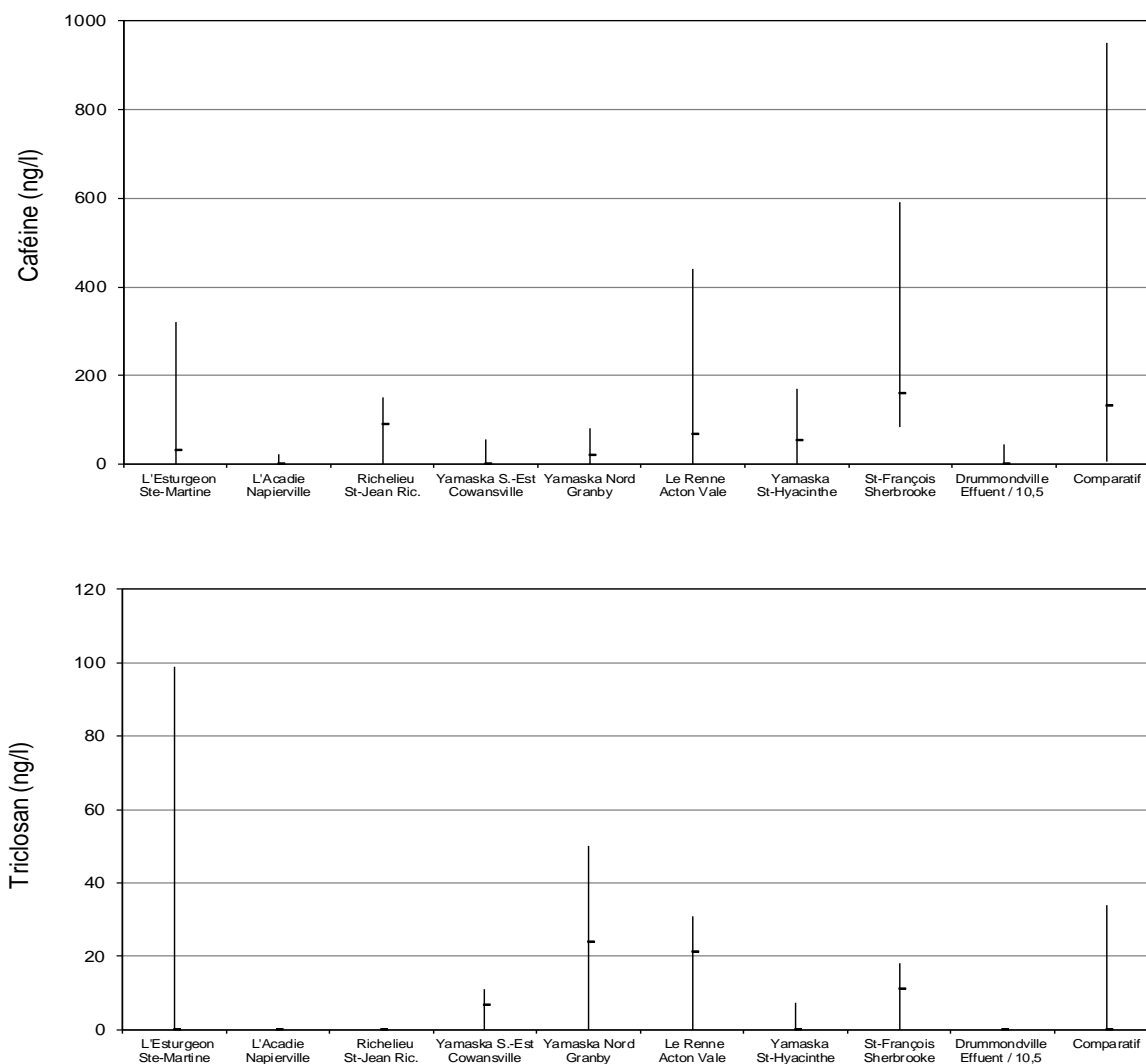 1000
800
600
400
200
0
Caféine (ng/l)
L'Esturgeon L'Acadie Richelieu Yamaska S.-Est Yamaska Nord Le Renne Yamaska St-François Drummondville Comparatif
Ste-Martine Napierville St-Jean Ric. Cowansville Granby Acton Vale St-Hyacinthe Sherbrooke Effuent / 10,5
120
100
80
60
40
20
0
Triclosan (ng/l)
L'Esturgeon L'Acadie Richelieu Yamaska S.-Est Yamaska Nord Le Renne Yamaska St-François Drummondville Comparatif
Ste-Martine Napierville St-Jean Ric. Cowansville Granby Acton Vale St-Hyacinthe Sherbrooke Effuent / 10,5